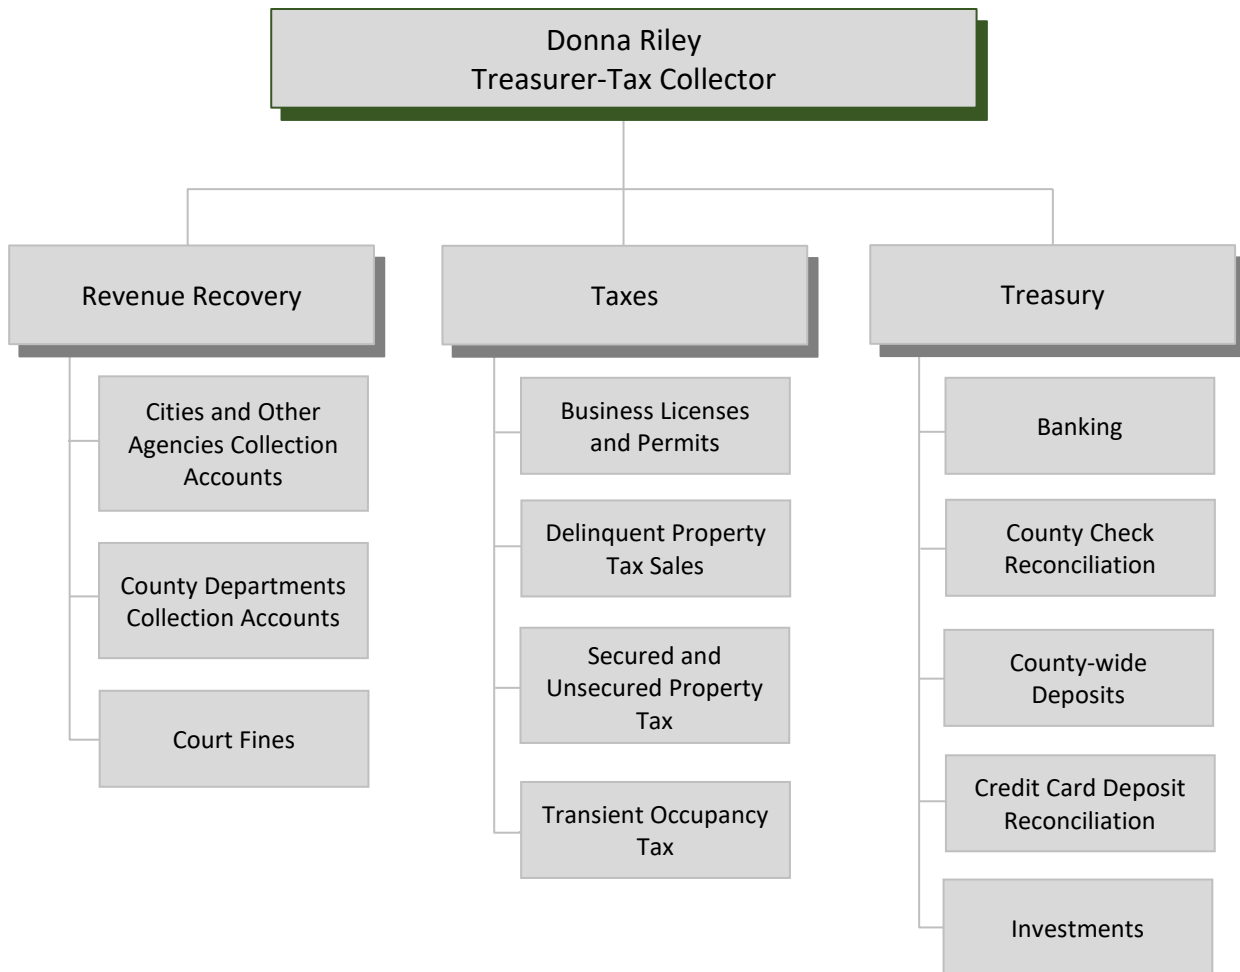 Donna Riley
Treasurer-Tax Collector
Revenue Recovery
Cities and Other
Agencies Collection
Accounts
County Departments
Collection Accounts
Court Fines
Taxes
Business Licenses
and Permits
Delinquent Property
Tax Sales
Secured and
Unsecured Property
Tax
Transient Occupancy
Tax
Treasury
Banking
County Check
Reconciliation
County-wide
Deposits
Credit Card Deposit
Reconciliation
Investments